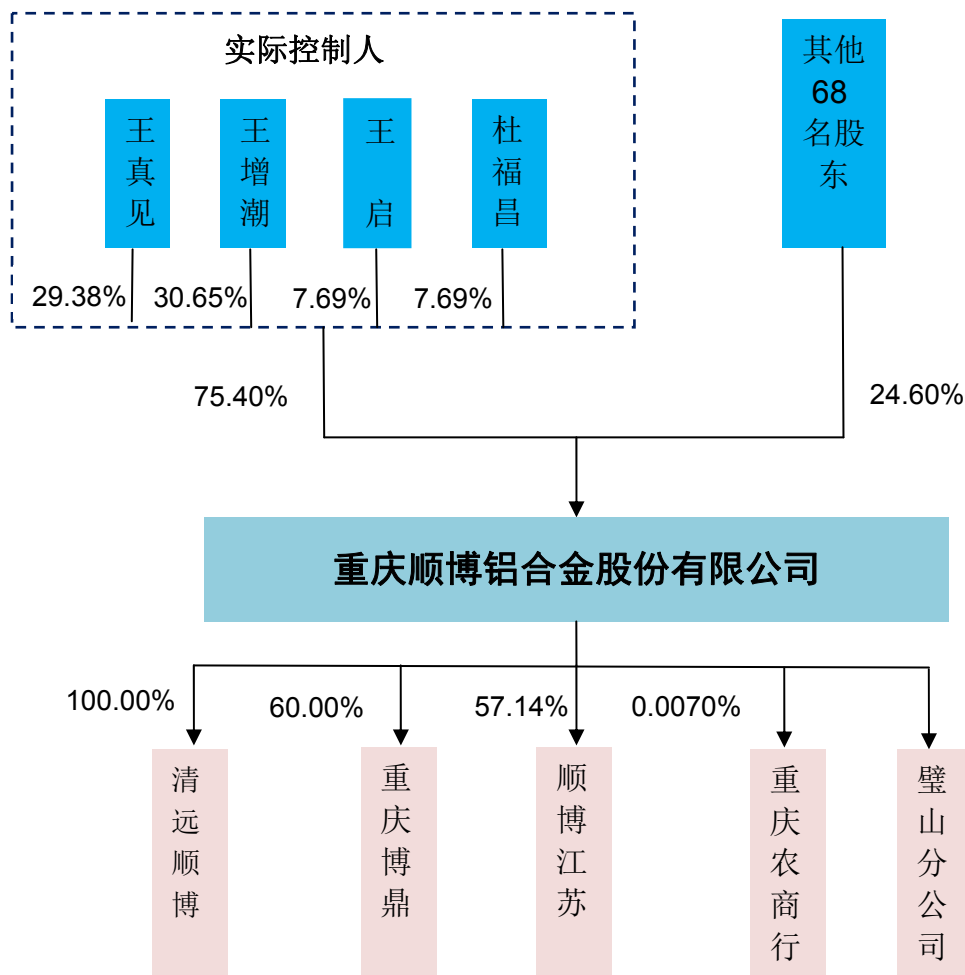 实际控制人
其他
68
名股
东
王真见
王增潮
王启
杜福昌
29.38%
30.65%
7.69%
7.69%
75.40%
24.60%
重庆顺博铝合金股份有限公司
100.00%
60.00%
57.14%
0.0070%
清远顺博
重庆博鼎
顺博江苏
重庆农商行
璧山分公司